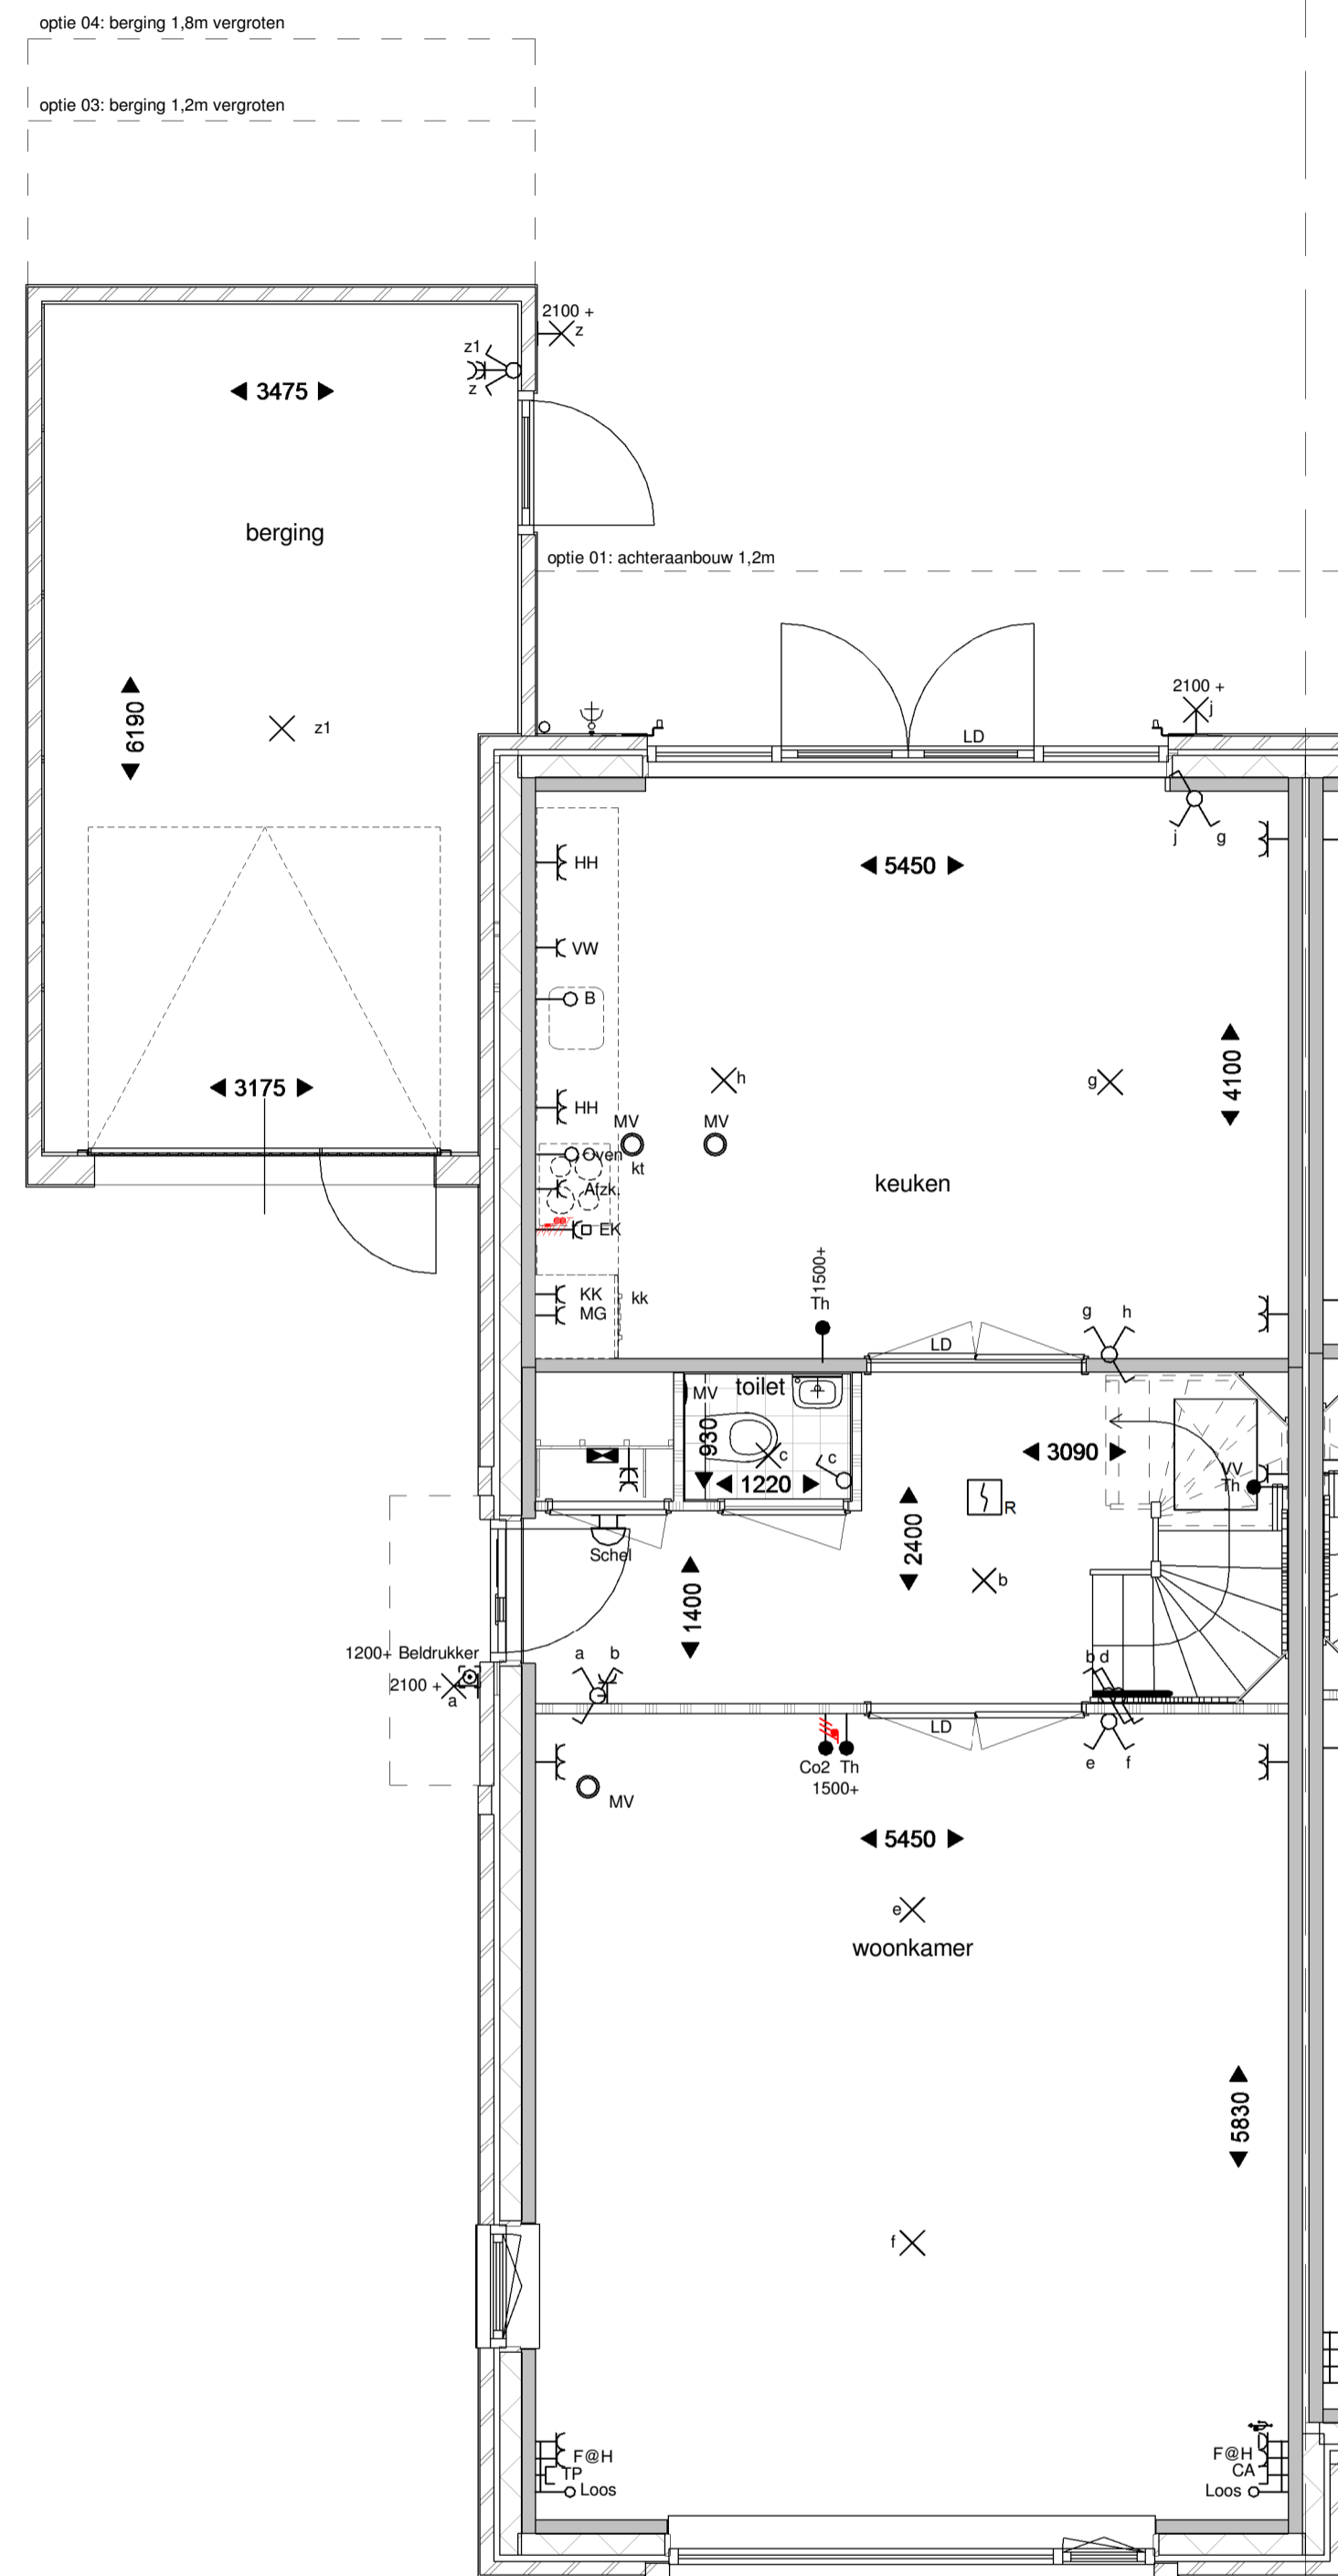 optie 04: berging 1,8m vergroten
optie 03: berging 1,2m vergroten
2100 +
z
z1
z
3475
berging
optie 01: achteraanbouw 1,2m
6190
z1
2100 +
j
LD
j g
5450
HH
VW
B
3175
h
g
4100
HH
MV
MV
Oven
kt
Afzk.
keuken
EK
1500+
Th
KK
kk
MG
g h
LD
MV
toilet
930
c
c
1220
3090
VV
Th
R
2400
Schel
b
1400
1200+ Beldrukker
2100 +
a
a b
b d
LD
e f
Co2 Th
1500+
MV
5450
e
woonkamer
5830
f
F@H
TP
Loos
F@H
CA
Loos